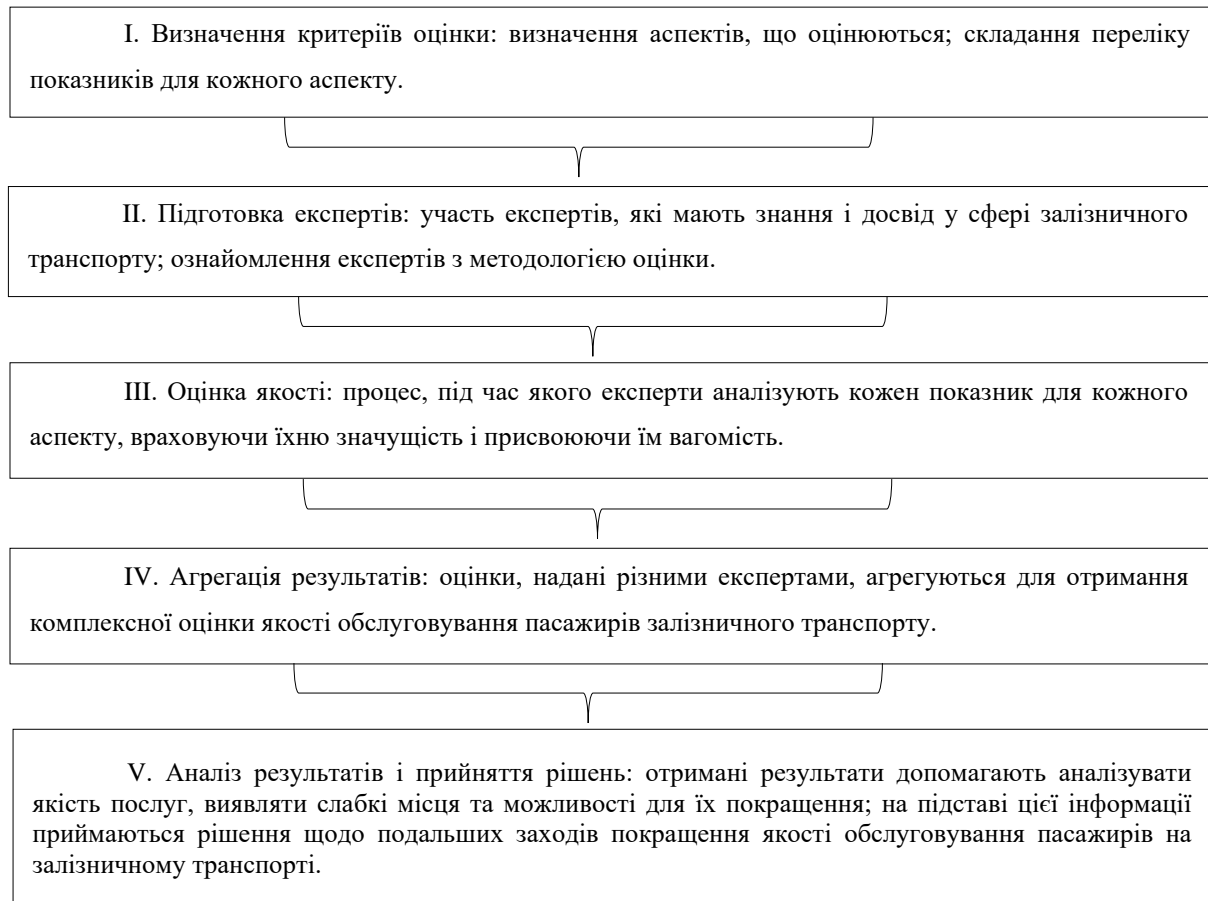 I. Визначення критеріїв оцінки: визначення аспектів, що оцінюються; складання переліку
показників для кожного аспекту.
II. Підготовка експертів: участь експертів, які мають знання і досвід у сфері залізничного
транспорту; ознайомлення експертів з методологією оцінки.
III. Оцінка якості: процес, під час якого експерти аналізують кожен показник для кожного
аспекту, враховуючи їхню значущість і присвоюючи їм вагомість.
IV. Агрегація результатів: оцінки, надані різними експертами, агрегуються для отримання
комплексної оцінки якості обслуговування пасажирів залізничного транспорту.
V. Аналіз результатів і прийняття рішень: отримані результати допомагають аналізувати
якість послуг, виявляти слабкі місця та можливості для їх покращення; на підставі цієї інформації
приймаються рішення щодо подальших заходів покращення якості обслуговування пасажирів на
залізничному транспорті.